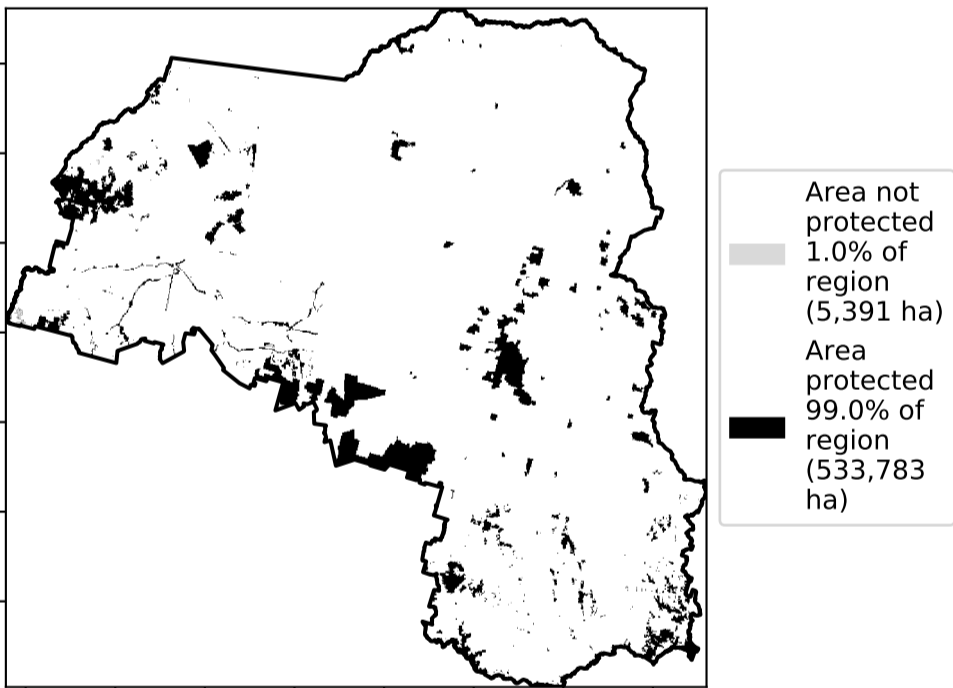 Area not
protected
1.0% of
region
(5,391 ha)
Area
protected
99.0% of
region
(533,783
ha)